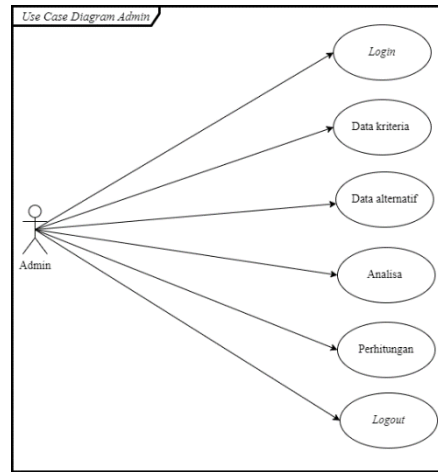 Use Case Diagram Admin
Login
Data kriteria
Data alternatif
Admin
Analisa
Perhitungan
Logout